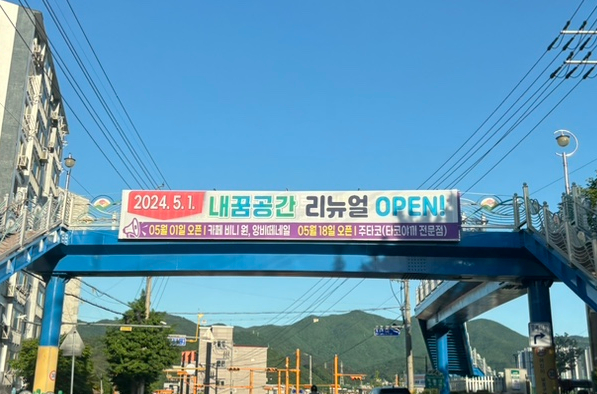 2024. 5. 1. 내꿈공간 리뉴얼 OPEN!
05월 01일 오픈 | 카페 비니 원, 앙비떼네일 05월 18일 오픈 | 주타코(타코야끼 전문점)